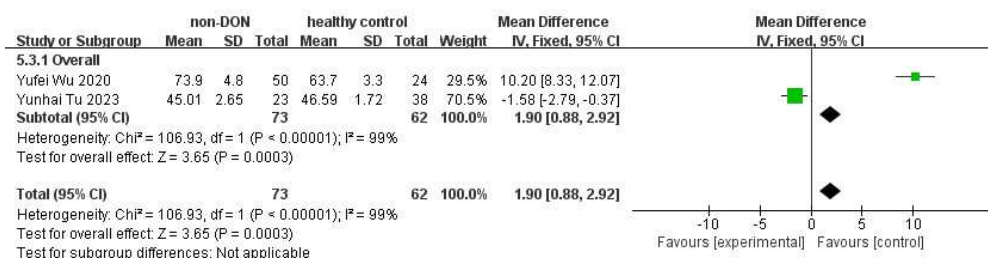 non-DON healthy control Mean Difference Mean Difference
Study or Subgroup Mean SD Total Mean SD Total Weight IV, Fixed, 95% CI IV, Fixed, 95% CI
5.3.1 Overall
Yufei Wu 2020 73.9 4.8 50 63.7 3.3 24 29.5% 10.20 [8.33, 12.07]
Yunhai Tu 2023 45.01 2.65 23 46.59 1.72 38 70.5% -1.58 [-2.79, -0.37]
Subtotal (95% CI) 73 62 100.0% 1.90 [0.88, 2.92]
Heterogeneity: Chi² = 106.93, df = 1 (P < 0.00001); I² = 99%
Test for overall effect: Z = 3.65 (P = 0.0003)
Total (95% CI) 73 62 100.0% 1.90 [0.88, 2.92]
Heterogeneity: Chi² = 106.93, df = 1 (P < 0.00001); I² = 99%
Test for overall effect: Z = 3.65 (P = 0.0003)
Test for subgroup differences: Not applicable
-10 -5 0 5 10
Favours [experimental] Favours [control]